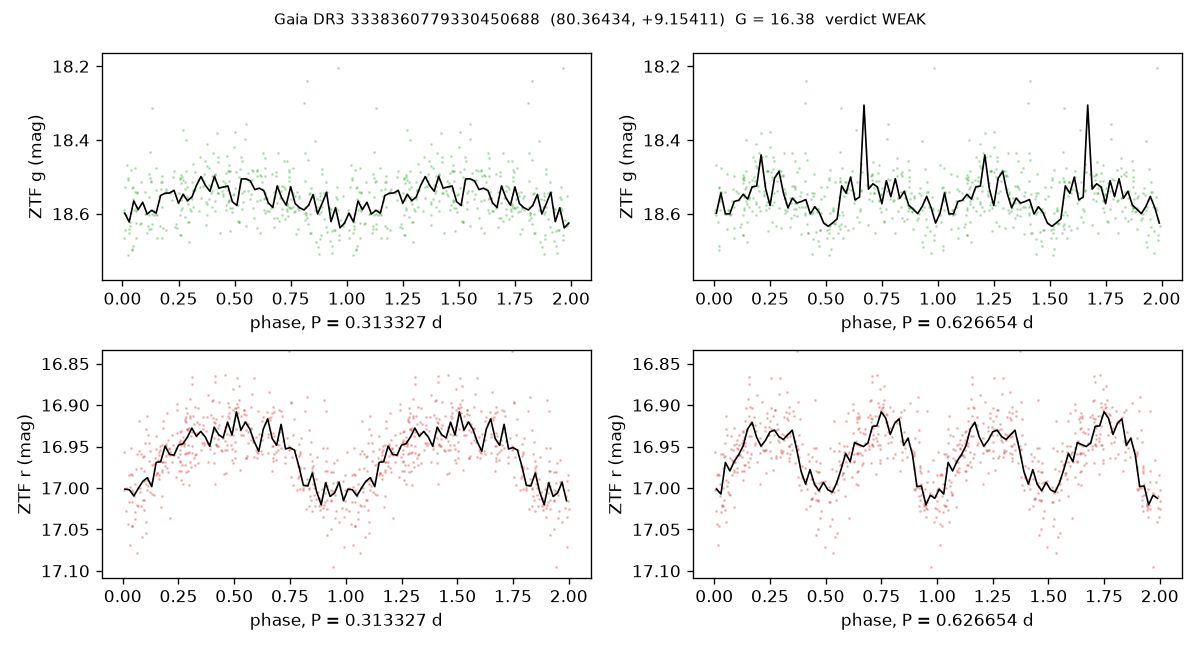 Gaia DR3 3338360779330450688 (80.36434, +9.15411) G = 16.38 verdict WEAK
ZTF g (mag)
18.2
18.4
18.6
0.00 0.25 0.50 0.75 1.00 1.25 1.50 1.75 2.00
phase, P = 0.313327 d
ZTF g (mag)
18.2
18.4
18.6
0.00 0.25 0.50 0.75 1.00 1.25 1.50 1.75 2.00
phase, P = 0.626654 d
ZTF r (mag)
16.85
16.90
16.95
17.00
17.05
17.10
0.00 0.25 0.50 0.75 1.00 1.25 1.50 1.75 2.00
phase, P = 0.313327 d
ZTF r (mag)
16.85
16.90
16.95
17.00
17.05
17.10
0.00 0.25 0.50 0.75 1.00 1.25 1.50 1.75 2.00
phase, P = 0.626654 d